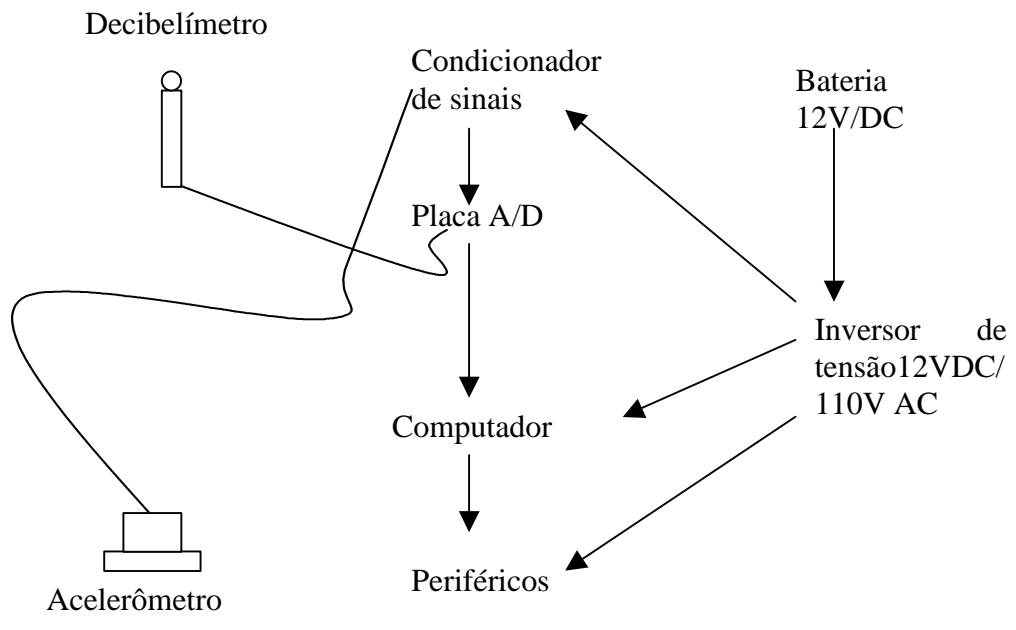 Decibelímetro
Condicionador
de sinais
Bateria
12V/DC
Placa A/D
Inversor de
tensão12VDC/
110V AC
Computador
Periféricos
Acelerômetro